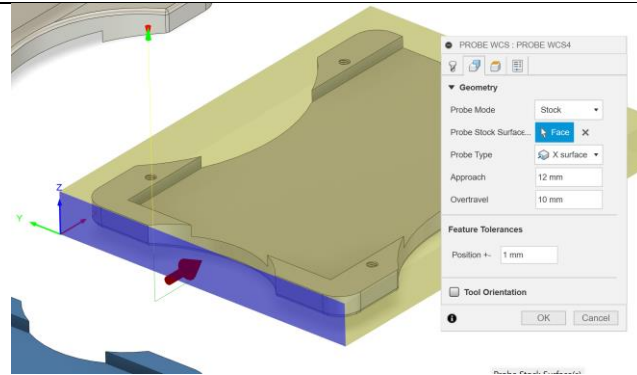 PROBE WCS : PROBE WCS4
Geometry
Probe Mode Stock
Probe Stock Surface... Face
Probe Type X surface
Approach 12 mm
Overtravel 10 mm
Feature Tolerances
Position +- 1 mm
Tool Orientation
OK Cancel
Z
Y
Probe Stock Surface(s)